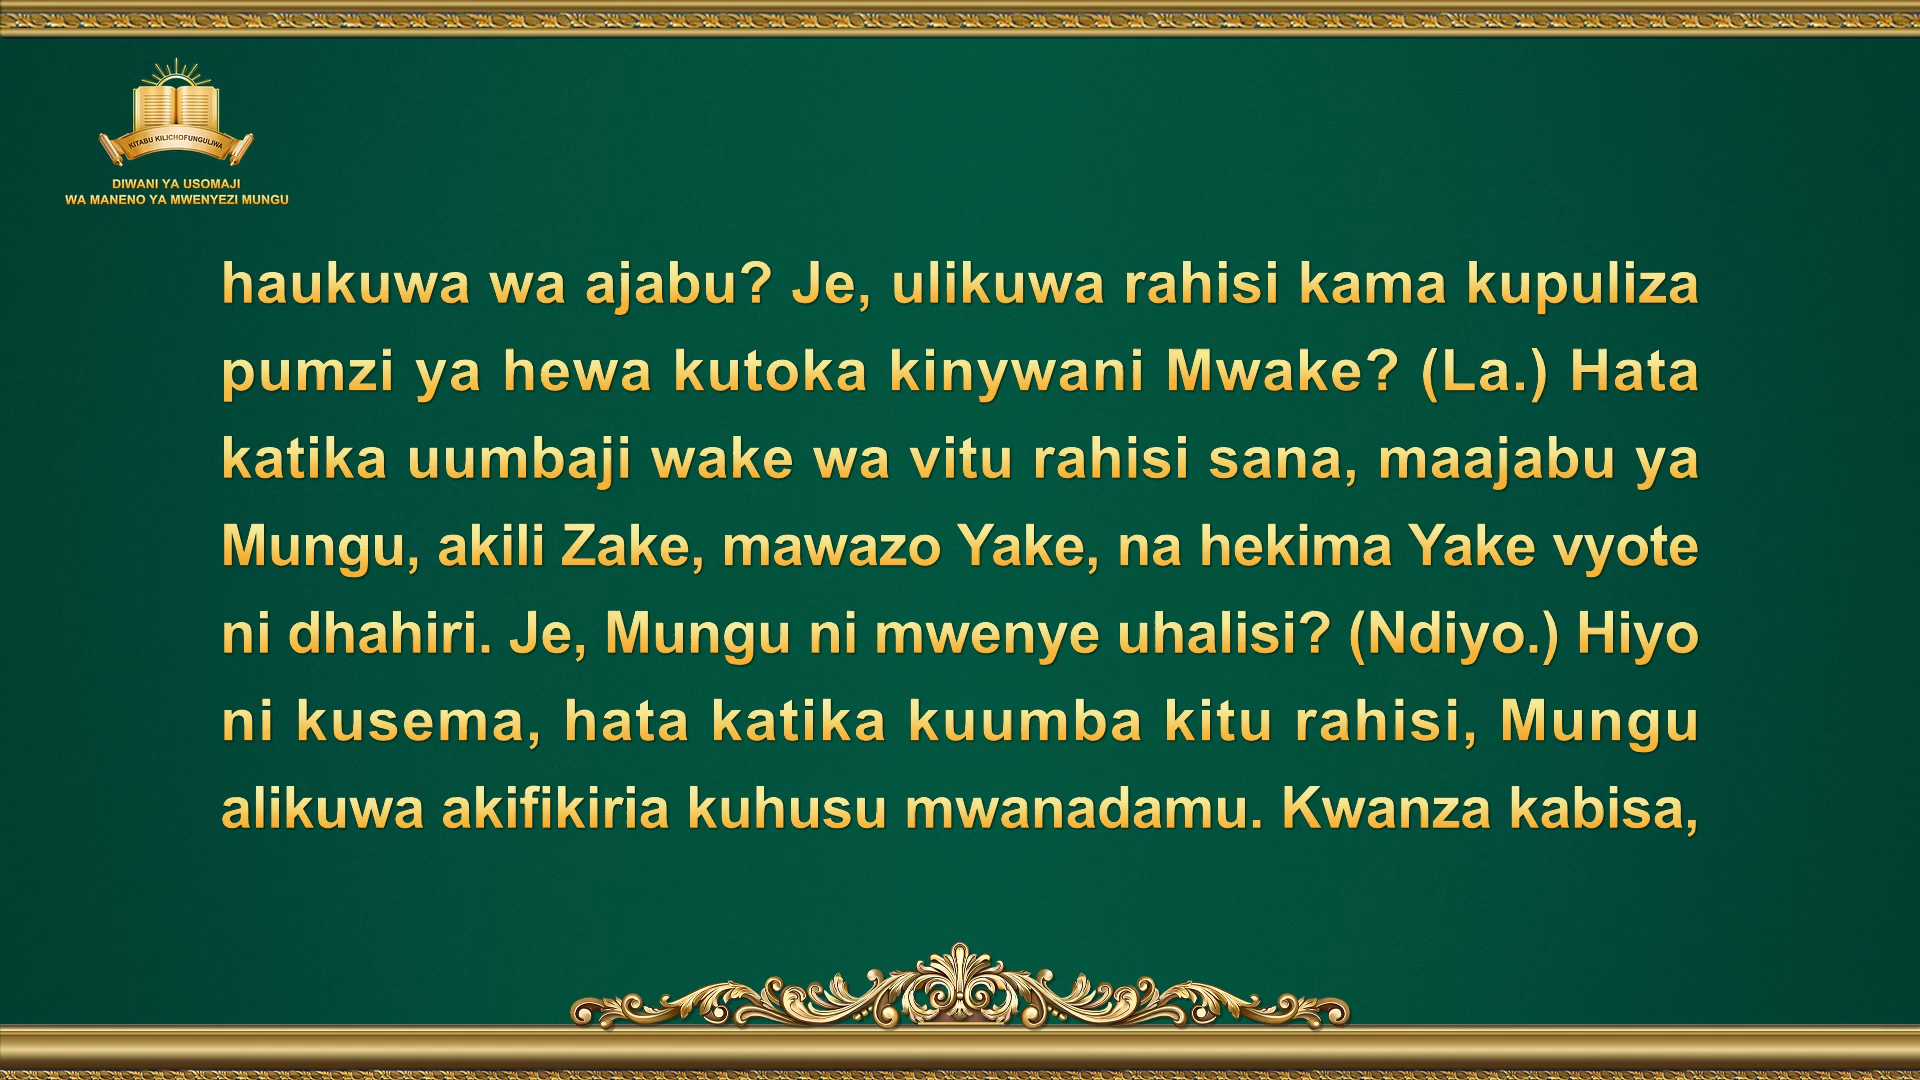 KITABU KILICHOFUNGULIWA
DIWANI YA USOMAJI
WA MANENO YA MWENYEZI MUNGU
haukuwa wa ajabu? Je, ulikuwa rahisi kama kupuliza
pumzi ya hewa kutoka kinywani Mwake? (La.) Hata
katika uumbaji wake wa vitu rahisi sana, maajabu ya
Mungu, akili Zake, mawazo Yake, na hekima Yake vyote
ni dhahiri. Je, Mungu ni mwenye uhalisi? (Ndiyo.) Hiyo
ni kusema, hata katika kuumba kitu rahisi, Mungu
alikuwa akifikiria kuhusu mwanadamu. Kwanza kabisa,